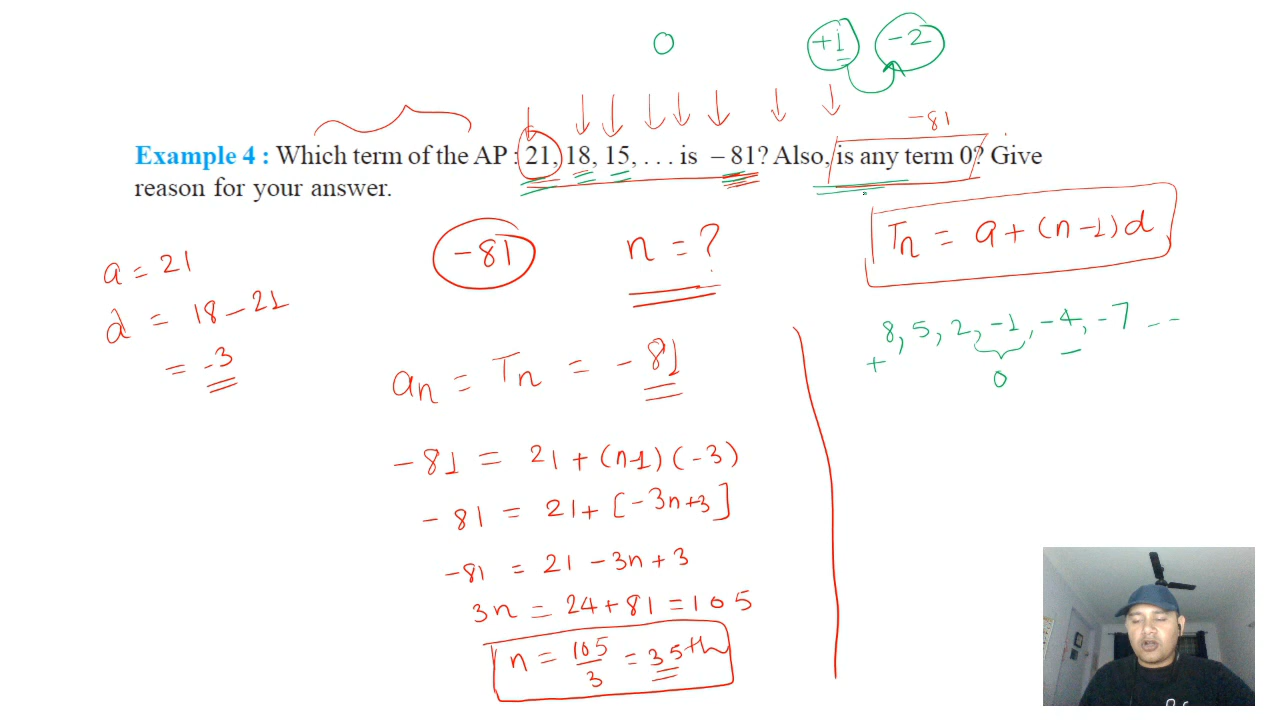 0 +1 -2
-81
Example 4 : Which term of the AP : 21, 18, 15, . . . is – 81? Also, is any term 0? Give
reason for your answer.
-81 n = ? Tn = a + (n-1)d
a = 21
d = 18 - 21
= -3
8, 5, 2, -1, -4, -7 ---
+ 0
an = Tn = -81
-81 = 21 + (n-1)(-3)
-81 = 21 + [-3n+3]
-81 = 21 - 3n + 3
3n = 24 + 81 = 105
n = 105/3 = 35th